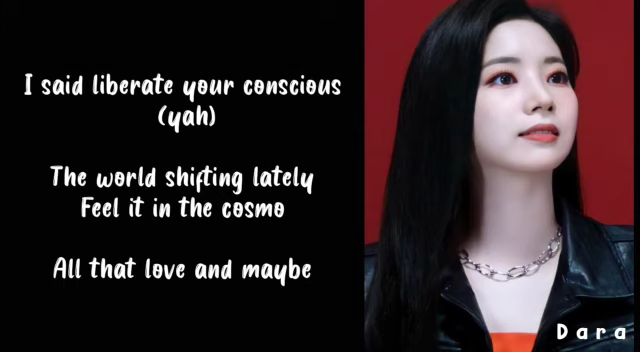 I said liberate your conscious
(yah)
The world shifting lately
Feel it in the cosmo
All that love and maybe
Dara